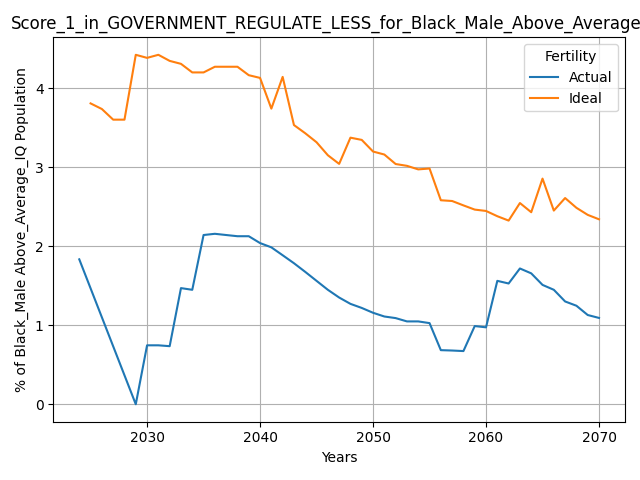 Score_1_in_GOVERNMENT_REGULATE_LESS_for_Black_Male_Above_Average
% of Black_Male Above_Average_IQ Population
4
3
2
1
0
Fertility
Actual
Ideal
2030 2040 2050 2060 2070
Years